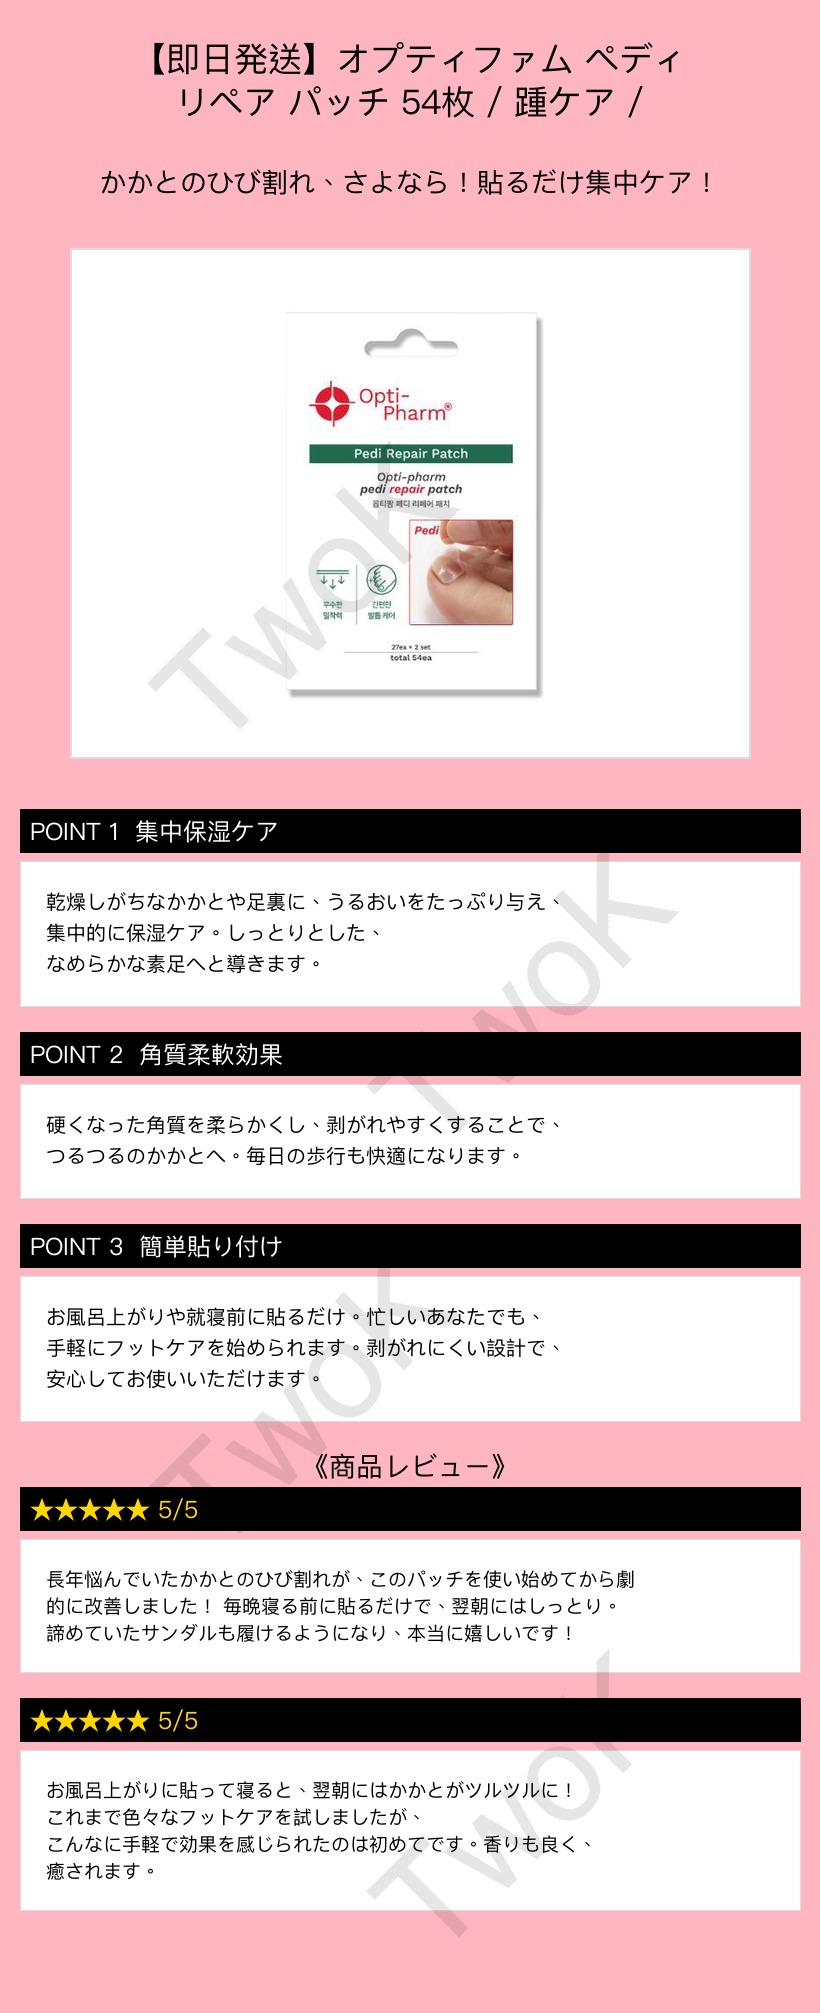 【即日発送】オプティファム ペディ
リペア パッチ 54枚 / 踵ケア /
かかとのひび割れ、さよなら！貼るだけ集中ケア！
Opti-
Pharm®
Pedi Repair Patch
Opti-pharm
pedi repair patch
옵티팜 페디 리페어 패치
Pedi
우수한
밀착력
간편한
발톱 케어
27ea * 2 set
total 54ea
TwoK
POINT 1 集中保湿ケア
乾燥しがちなかかとや足裏に、うるおいをたっぷり与え、
集中的に保湿ケア。しっとりとした、
なめらかな素足へと導きます。
TwoK
POINT 2 角質柔軟効果
硬くなった角質を柔らかくし、剥がれやすくすることで、
つるつるのかかとへ。毎日の歩行も快適になります。
POINT 3 簡単貼り付け
お風呂上がりや就寝前に貼るだけ。忙しいあなたでも、
手軽にフットケアを始められます。剥がれにくい設計で、
安心してお使いいただけます。
TwoK
《商品レビュー》
★★★★★ 5/5
長年悩んでいたかかとのひび割れが、このパッチを使い始めてから劇
的に改善しました！ 毎晩寝る前に貼るだけで、翌朝にはしっとり。
諦めていたサンダルも履けるようになり、本当に嬉しいです！
★★★★★ 5/5
お風呂上がりに貼って寝ると、翌朝にはかかとがツルツルに！
これまで色々なフットケアを試しましたが、
こんなに手軽で効果を感じられたのは初めてです。香りも良く、
癒されます。
TwoK